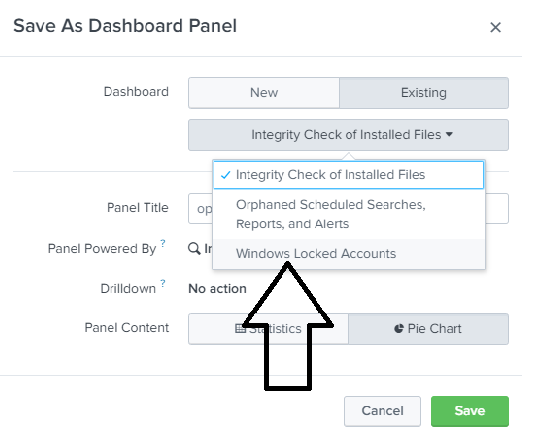 Save As Dashboard Panel
Dashboard
New
Existing
Integrity Check of Installed Files
Integrity Check of Installed Files
Orphaned Scheduled Searches,
Reports, and Alerts
Windows Locked Accounts
Panel Title
op
Panel Powered By ?
In
Drilldown ?
No action
Panel Content
Statistics
Pie Chart
Cancel
Save